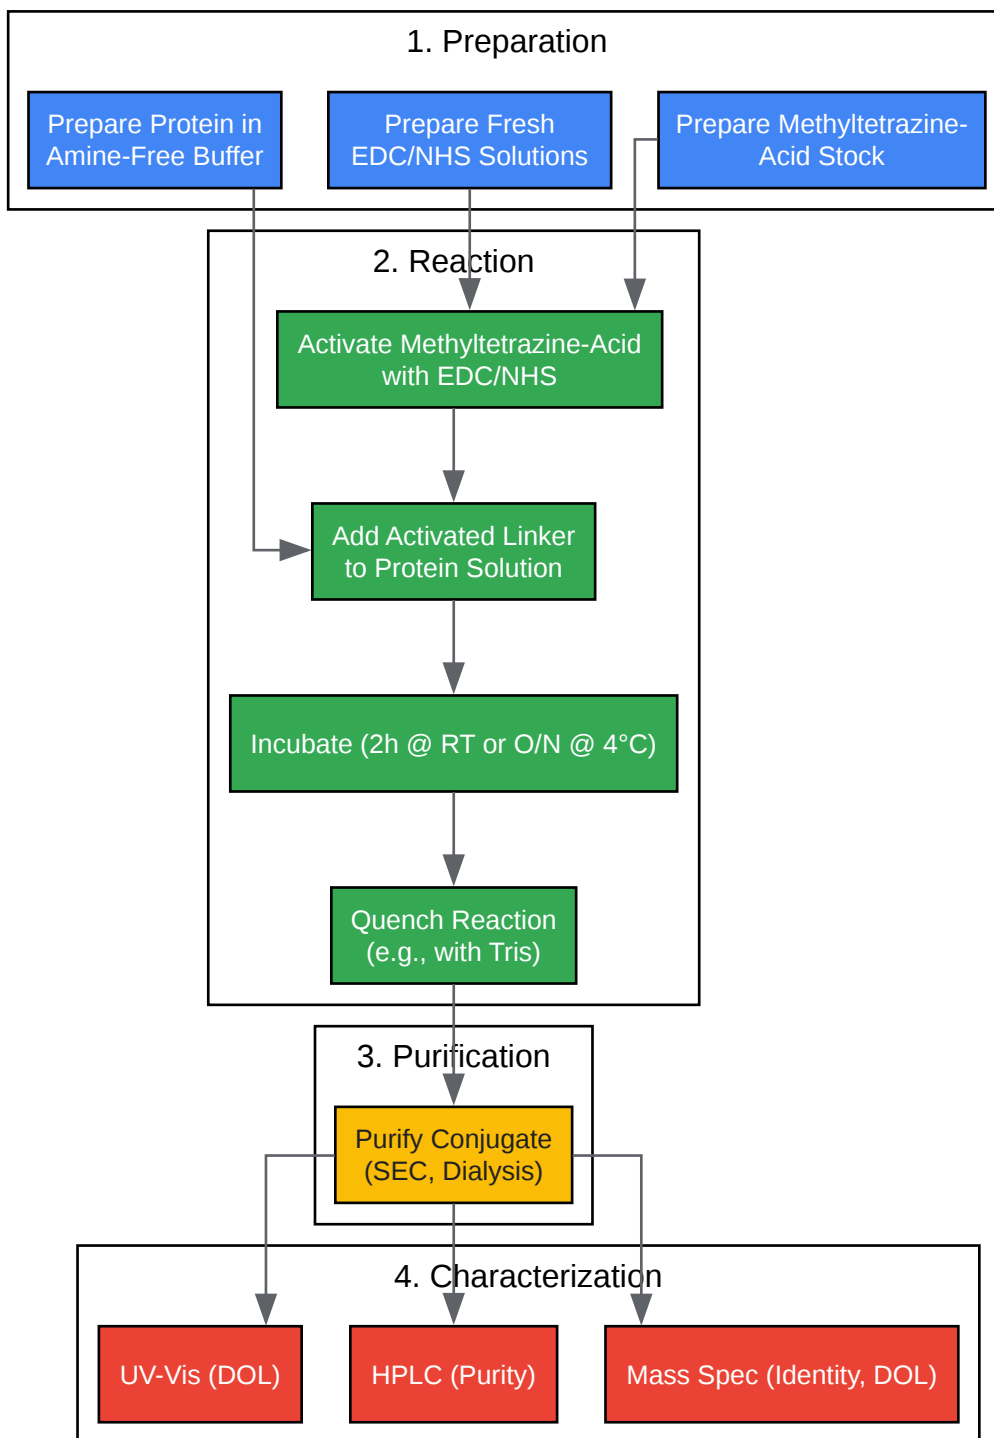 1. Preparation
Prepare Protein in
Amine-Free Buffer
Prepare Fresh
EDC/NHS Solutions
Prepare Methyltetrazine-
Acid Stock
2. Reaction
Activate Methyltetrazine-Acid
with EDC/NHS
Add Activated Linker
to Protein Solution
Incubate (2h @ RT or O/N @ 4°C)
Quench Reaction
(e.g., with Tris)
3. Purification
Purify Conjugate
(SEC, Dialysis)
4. Characterization
UV-Vis (DOL)
HPLC (Purity)
Mass Spec (Identity, DOL)